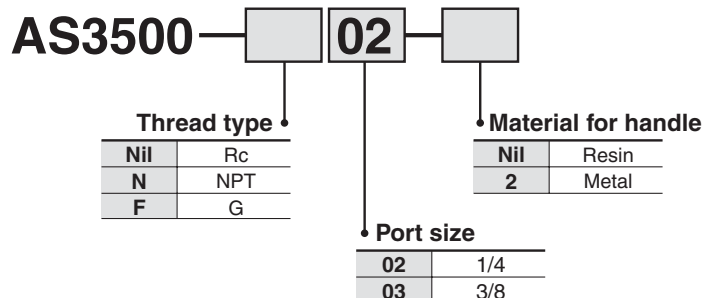 AS3500 — 02 —
Thread type
Nil Rc
N NPT
F G
Material for handle
Nil Resin
2 Metal
Port size
02 1/4
03 3/8